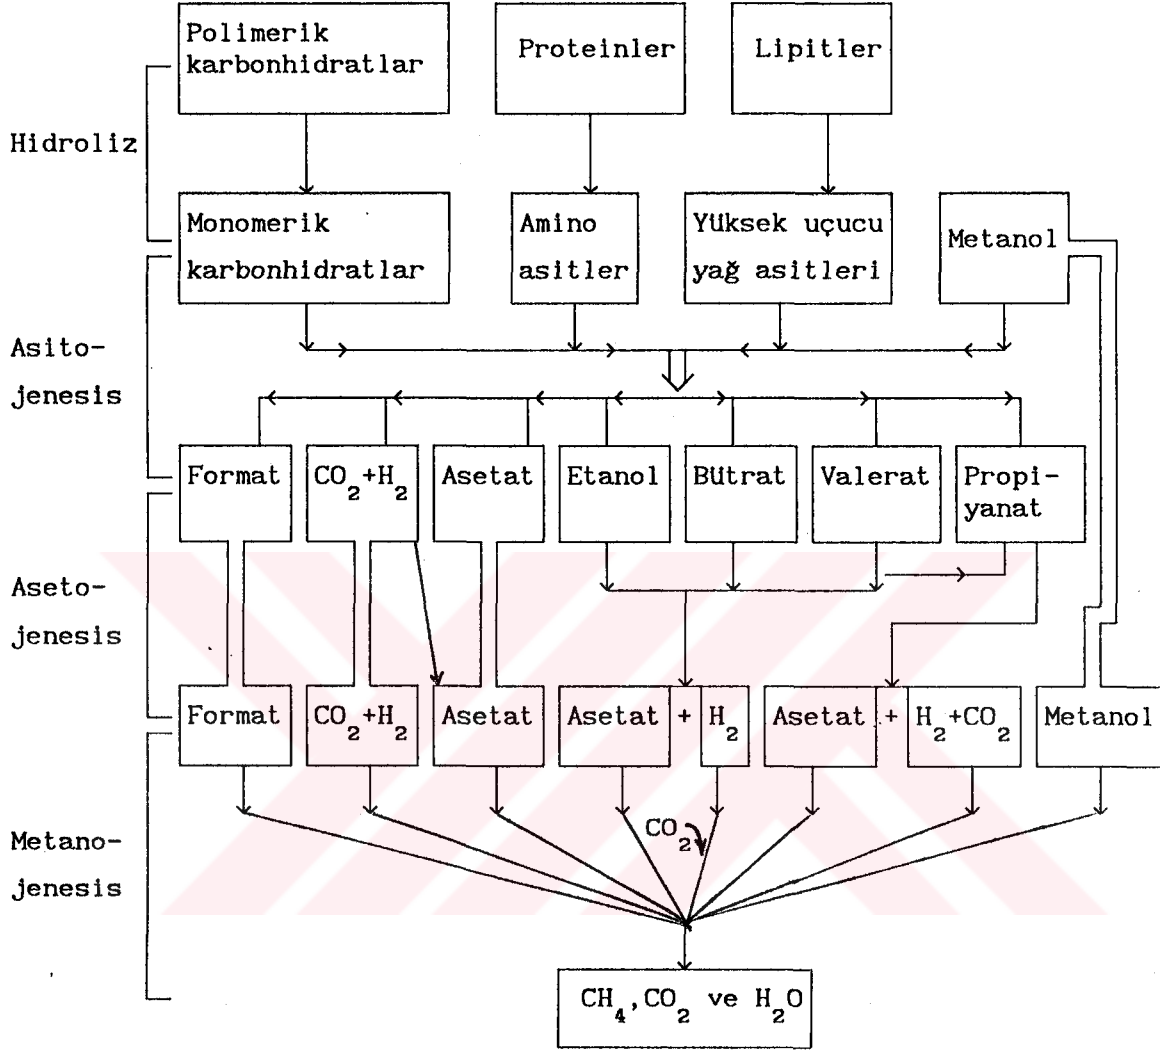 Polimerik
karbonhidratlar
Proteinler
Lipitler
Hidroliz
Monomerik
karbonhidratlar
Amino
asitler
Yüksek uçucu
yağ asitleri
Metanol
Asito-
jenesis
Format
CO2+H2
Asetat
Etanol
Bütrat
Valerat
Propi-
yanat
Aseto-
jenesis
Format
CO2+H2
Asetat
Asetat + H2
Asetat + H2+CO2
Metanol
CO2
Metano-
jenesis
CH4,CO2 ve H2O